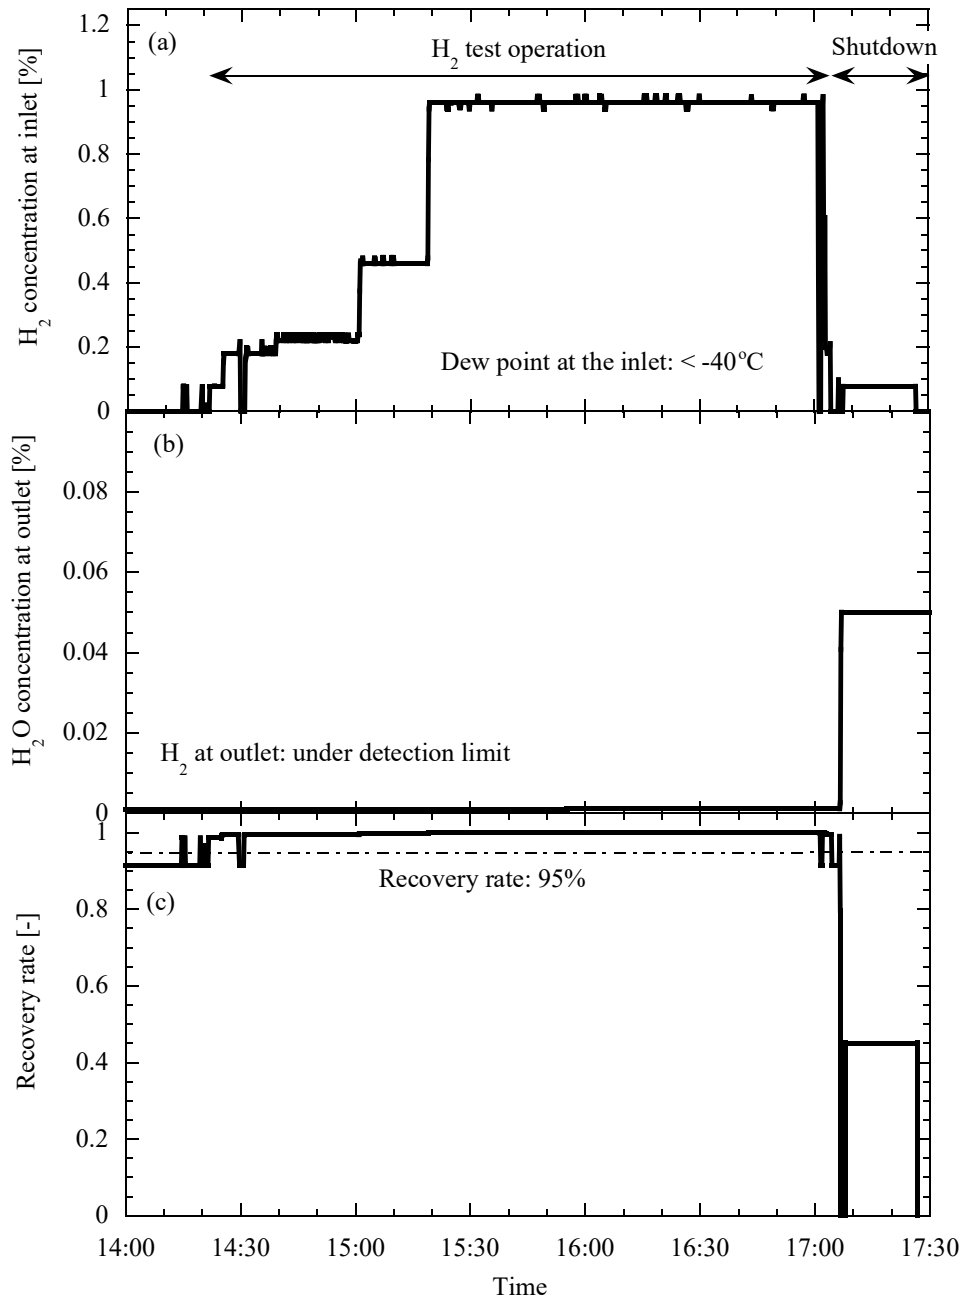 (a)
H2 test operation
Shutdown
H2 concentration at inlet [%]
1.2
1
0.8
0.6
0.4
0.2
0
Dew point at the inlet: < -40°C
(b)
H2O concentration at outlet [%]
0.08
0.06
0.04
0.02
0
H2 at outlet: under detection limit
(c)
Recovery rate [-]
1
0.8
0.6
0.4
0.2
0
Recovery rate: 95%
14:00 14:30 15:00 15:30 16:00 16:30 17:00 17:30
Time